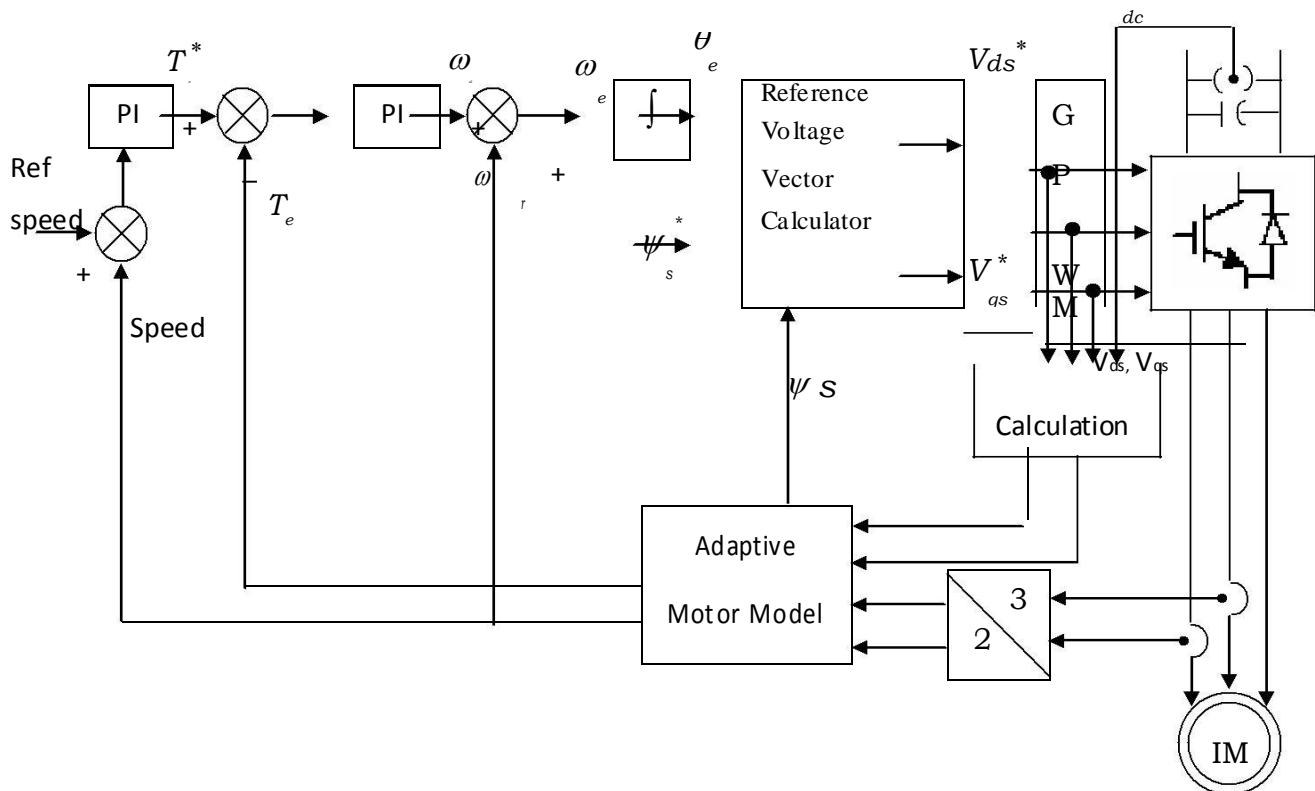 dc
T*
ω
ω e
θ e
Vds*
PI
+
PI
+
∫
Reference
Voltage
Vector
Calculator
G
P
W
M
Ref
speed
+
−
T e
ω r
+
ψ s *
V* qs
Speed
ψ s
Vds, Vqs
Calculation
Adaptive
Motor Model
3
2
IM